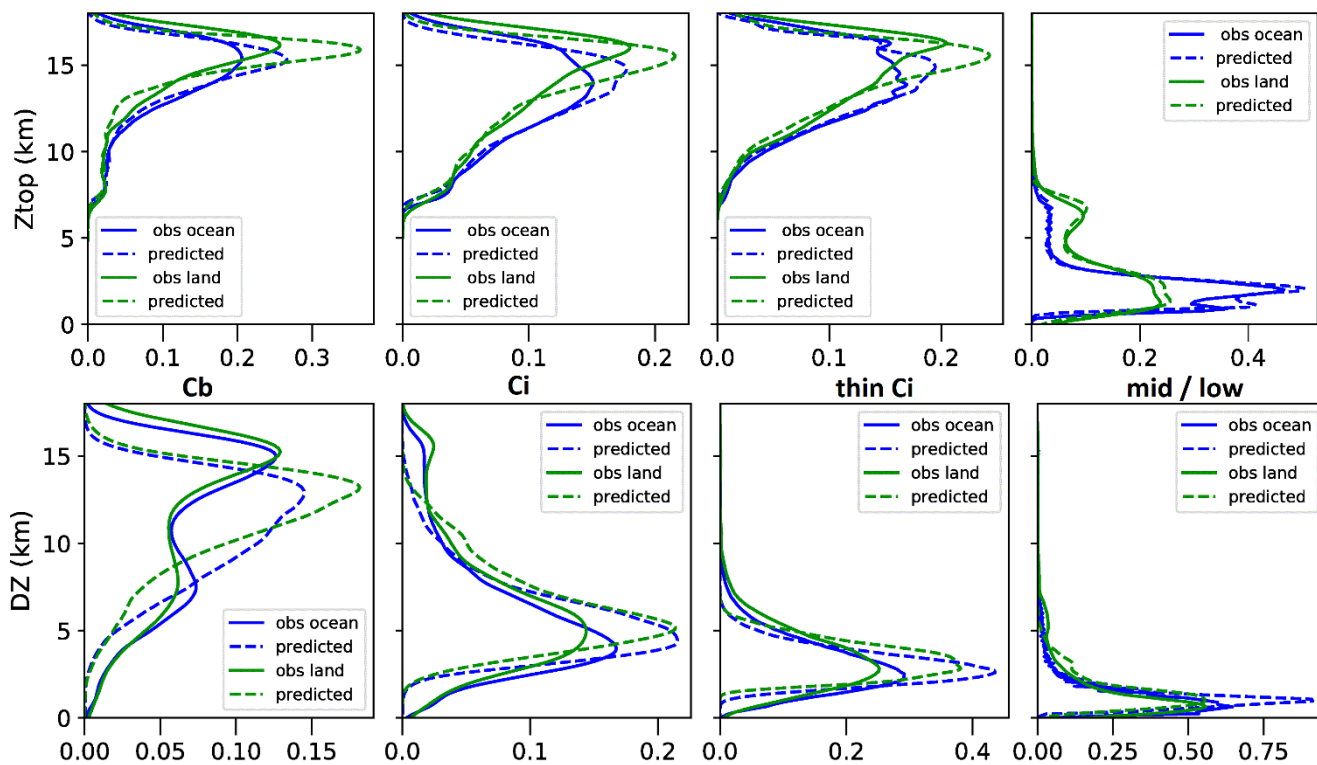 Ztop (km)
15
10
5
0
obs ocean
predicted
obs land
predicted
0.0 0.1 0.2 0.3
obs ocean
predicted
obs land
predicted
0.0 0.1 0.2
obs ocean
predicted
obs land
predicted
0.0 0.1 0.2
obs ocean
predicted
obs land
predicted
0.0 0.2 0.4
Cb Ci thin Ci mid / low
DZ (km)
15
10
5
0
obs ocean
predicted
obs land
predicted
0.00 0.05 0.10 0.15
obs ocean
predicted
obs land
predicted
0.0 0.1 0.2
obs ocean
predicted
obs land
predicted
0.0 0.2 0.4
obs ocean
predicted
obs land
predicted
0.00 0.25 0.50 0.75